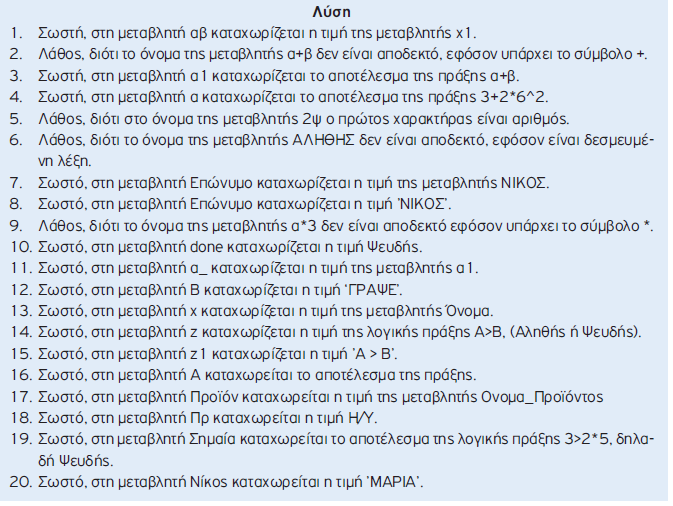 Λύση
1. Σωστή, στη μεταβλητή αβ καταχωρίζεται η τιμή της μεταβλητής x1.
2. Λάθος, διότι το όνομα της μεταβλητής α+β δεν είναι αποδεκτό, εφόσον υπάρχει το σύμβολο +.
3. Σωστή, στη μεταβλητή α1 καταχωρίζεται το αποτέλεσμα της πράξης α+β.
4. Σωστή, στη μεταβλητή α καταχωρίζεται το αποτέλεσμα της πράξης 3+2*6^2.
5. Λάθος, διότι στο όνομα της μεταβλητής 2ψ ο πρώτος χαρακτήρας είναι αριθμός.
6. Λάθος, διότι το όνομα της μεταβλητής ΑΛΗΘΗΣ δεν είναι αποδεκτό, εφόσον είναι δεσμευμέ-
νη λέξη.
7. Σωστό, στη μεταβλητή Επώνυμο καταχωρίζεται η τιμή της μεταβλητής ΝΙΚΟΣ.
8. Σωστό, στη μεταβλητή Επώνυμο καταχωρίζεται η τιμή 'ΝΙΚΟΣ'.
9. Λάθος, διότι το όνομα της μεταβλητής α*3 δεν είναι αποδεκτό εφόσον υπάρχει το σύμβολο *.
10. Σωστό, στη μεταβλητή done καταχωρίζεται η τιμή Ψευδής.
11. Σωστό, στη μεταβλητή α_ καταχωρίζεται η τιμή της μεταβλητής α1.
12. Σωστό, στη μεταβλητή Β καταχωρίζεται η τιμή 'ΓΡΑΨΕ'.
13. Σωστό, στη μεταβλητή x καταχωρίζεται η τιμή της μεταβλητής Όνομα.
14. Σωστό, στη μεταβλητή z καταχωρίζεται η τιμή της λογικής πράξης Α>Β, (Αληθής ή Ψευδής).
15. Σωστό, στη μεταβλητή z1 καταχωρίζεται η τιμή 'Α > Β'.
16. Σωστό, στη μεταβλητή Α καταχωρείται το αποτέλεσμα της πράξης.
17. Σωστό, στη μεταβλητή Προϊόν καταχωρείται η τιμή της μεταβλητής Ονομα_Προϊόντος
18. Σωστό, στη μεταβλητή Πρ καταχωρείται η τιμή Η/Υ.
19. Σωστό, στη μεταβλητή Σημαία καταχωρείται το αποτέλεσμα της λογικής πράξης 3>2*5, δηλα-
δή Ψευδής.
20. Σωστό, στη μεταβλητή Νίκος καταχωρείται η τιμή 'ΜΑΡΙΑ'.